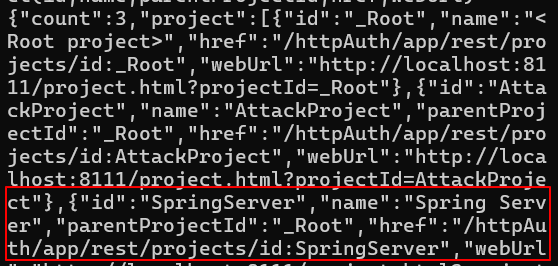 {"count":3,"project":[{"id":"_Root","name":"<
Root project>","href":"/httpAuth/app/rest/pro
jects/id:_Root","webUrl":"http://localhost:81
11/project.html?projectId=_Root"},{"id":"Atta
ckProject","name":"AttackProject","parentProj
ectId":"_Root","href":"/httpAuth/app/rest/pro
jects/id:AttackProject","webUrl":"http://loca
lhost:8111/project.html?projectId=AttackProje
ct"},{"id":"SpringServer","name":"Spring Serv
er","parentProjectId":"_Root","href":"/httpAu
th/app/rest/projects/id:SpringServer","webUrl